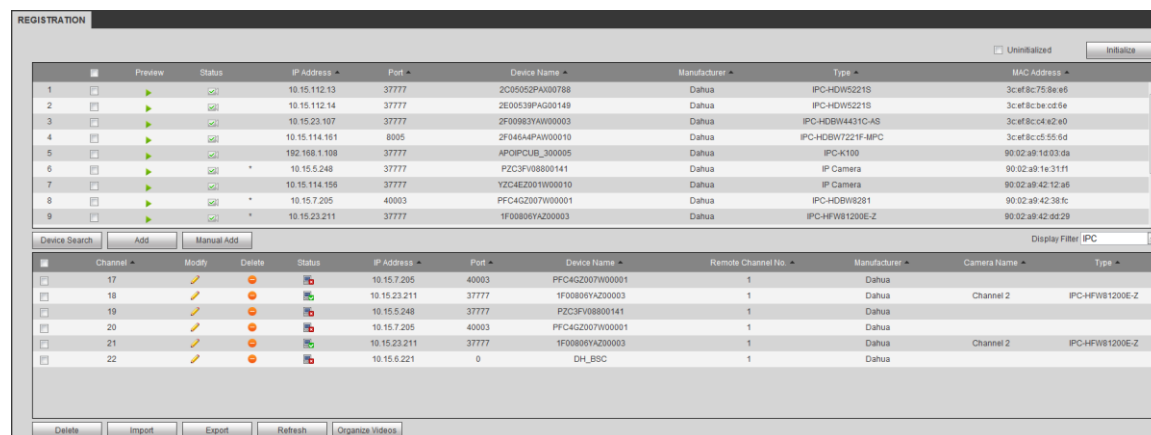 REGISTRATION
Uninitialized Initialize
Preview Status IP Address Port Device Name Manufacturer Type MAC Address
1 10.15.112.13 37777 2C05052PAX00788 Dahua IPC-HDW5221S 3c:ef:8c:75:8e:e6
2 10.15.112.14 37777 2E00539PAG00149 Dahua IPC-HDW5221S 3c:ef:8c:be:cd:6e
3 10.15.23.107 37777 2F00983YAW00003 Dahua IPC-HDBW4431C-AS 3c:ef:8c:c4:e2:e0
4 10.15.114.161 8005 2F046A4PAW00010 Dahua IPC-HDBW7221F-MPC 3c:ef:8c:c5:55:6d
5 192.168.1.108 37777 APOIPCUB_300005 Dahua IPC-K100 90:02:a9:1d:03:da
6 * 10.15.5.248 37777 PZC3FV08800141 Dahua IP Camera 90:02:a9:1e:31:f1
7 10.15.114.156 37777 YZC4EZ001W00010 Dahua IP Camera 90:02:a9:42:12:a6
8 * 10.15.7.205 40003 PFC4GZ007W00001 Dahua IPC-HDBW8281 90:02:a9:42:38:fc
9 * 10.15.23.211 37777 1F00806YAZ00003 Dahua IPC-HFW81200E-Z 90:02:a9:42:dd:29
Device Search Add Manual Add Display Filter IPC
Channel Modify Delete Status IP Address Port Device Name Remote Channel No. Manufacturer Camera Name Type
17 10.15.7.205 40003 PFC4GZ007W00001 1 Dahua
18 10.15.23.211 37777 1F00806YAZ00003 1 Dahua Channel 2 IPC-HFW81200E-Z
19 10.15.5.248 37777 PZC3FV08800141 1 Dahua
20 10.15.7.205 40003 PFC4GZ007W00001 1 Dahua
21 10.15.23.211 37777 1F00806YAZ00003 1 Dahua Channel 2 IPC-HFW81200E-Z
22 10.15.6.221 0 DH_BSC 1 Dahua
Delete Import Export Refresh Organize Videos